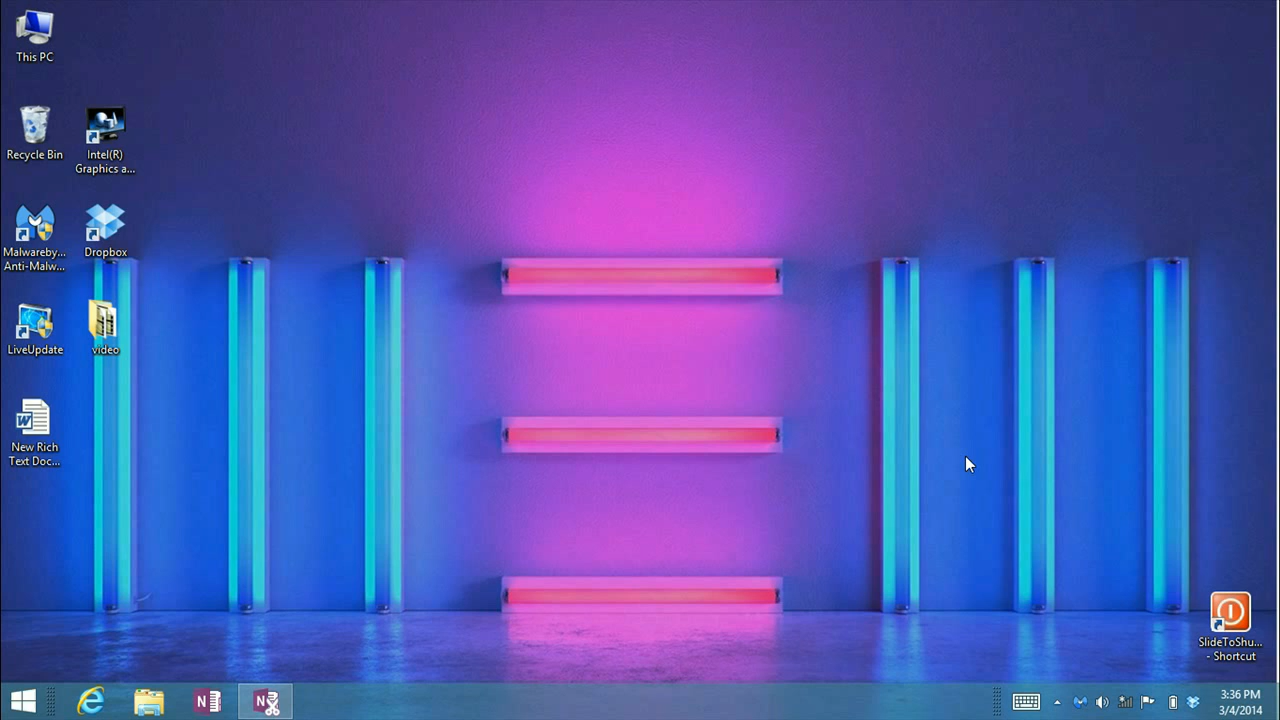 This PC
Recycle Bin
Intel(R)
Graphics a...
Malwareby...
Anti-Malw...
Dropbox
LiveUpdate
video
New Rich
Text Doc...
SlideToShu...
- Shortcut
3:36 PM
3/4/2014